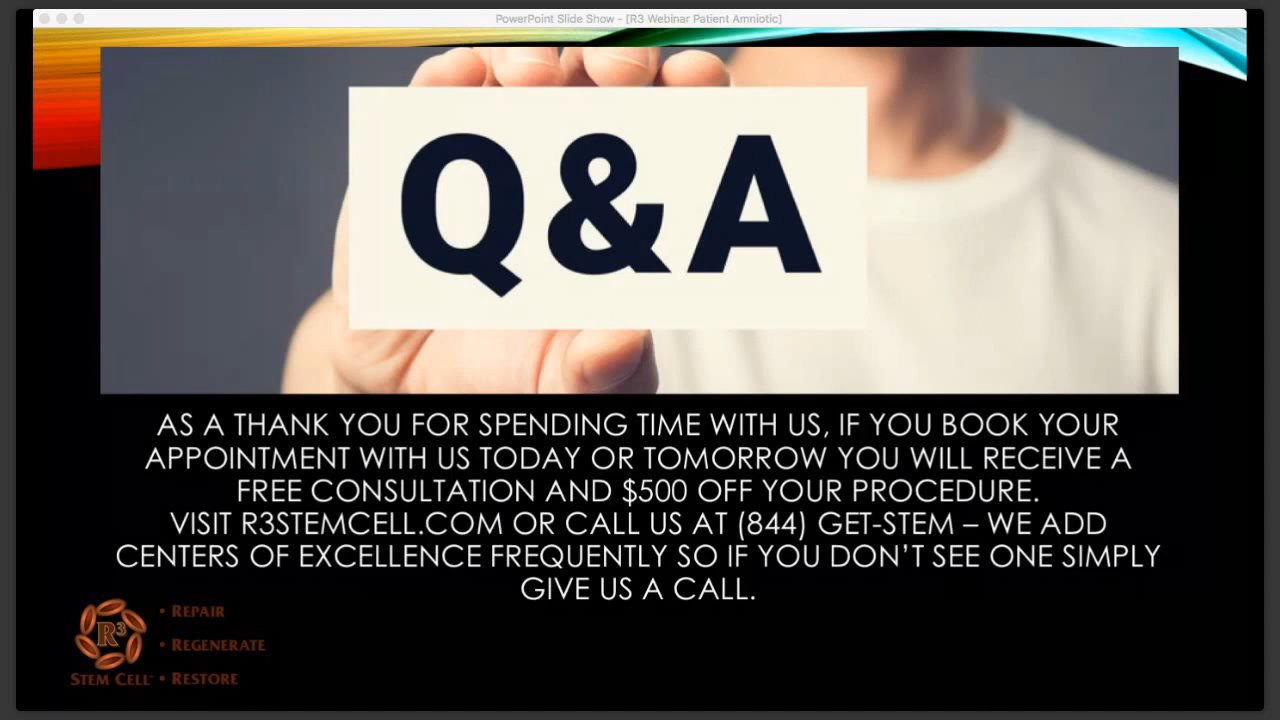 PowerPoint Slide Show - [R3 Webinar Patient Amniotic]
Q&A
AS A THANK YOU FOR SPENDING TIME WITH US, IF YOU BOOK YOUR
APPOINTMENT WITH US TODAY OR TOMORROW YOU WILL RECEIVE A
FREE CONSULTATION AND $500 OFF YOUR PROCEDURE.
VISIT R3STEMCELL.COM OR CALL US AT (844) GET-STEM – WE ADD
CENTERS OF EXCELLENCE FREQUENTLY SO IF YOU DON’T SEE ONE SIMPLY
GIVE US A CALL.
R3
STEM CELL
• REPAIR
• REGENERATE
• RESTORE